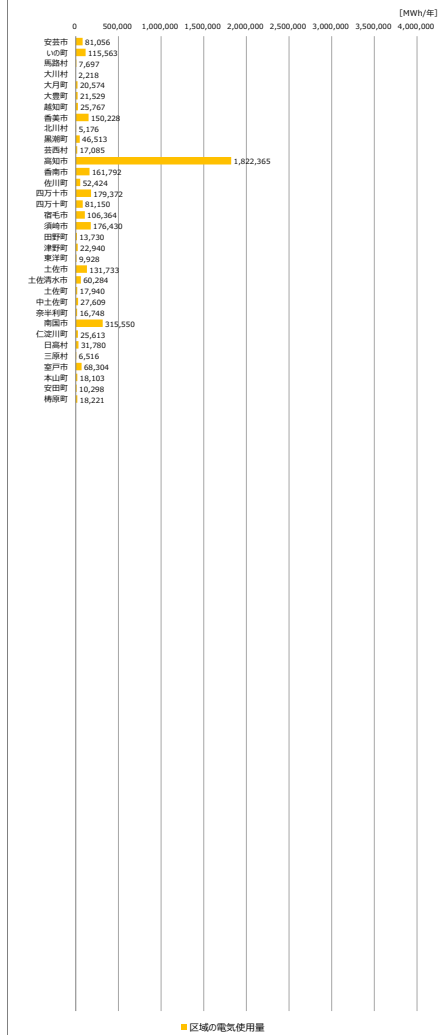 [MWh/年]
0 500,000 1,000,000 1,500,000 2,000,000 2,500,000 3,000,000 3,500,000 4,000,000
安芸市 81,056
いの町 115,563
馬路村 7,697
大川村 2,218
大月町 20,574
大豊町 21,529
越知町 25,767
香美市 150,228
北川村 5,176
黒潮町 46,513
芸西村 17,085
高知市 1,822,365
香南市 161,792
佐川町 52,424
四万十市 179,372
四万十町 81,150
宿毛市 106,364
須崎市 176,430
田野町 13,730
津野町 22,940
東洋町 9,928
土佐市 131,733
土佐清水市 60,284
土佐町 17,940
中土佐町 27,609
奈半利町 16,748
南国市 315,550
仁淀川町 25,613
日高村 31,780
三原村 6,516
室戸市 68,304
本山町 18,103
安田町 10,298
梼原町 18,221
区域の電気使用量